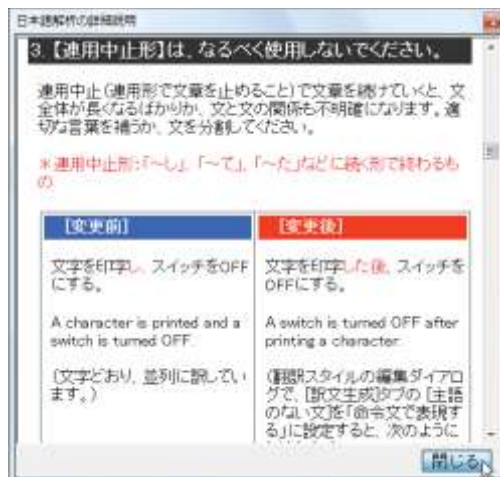 日本語解析の詳細説明
3.【連用中止形】は、なるべく使用しないでください。
連用中止(連用形で文章を止めること)で文章を続けていくと、文
全体が長くなるばかりか、文と文の関係も不明確になります。適
切な言葉を補うか、文を分割してください。
*連用中止形:「～し」、「～て」、「～た」などに続く形で終わるも
の
【変更前】
文字を印字し、スイッチをOFF
にする。
A character is printed and a
switch is turned OFF.
(文字どおり、並列に訳してい
ます。)
【変更後】
文字を印字した後、スイッチを
OFFにする。
A switch is turned OFF after
printing a character.
(翻訳スタイルの編集ダイアロ
グで、[訳文生成]タブの [主語
のない文]を「命令文で表現す
る」に設定すると、次のように
閉じる